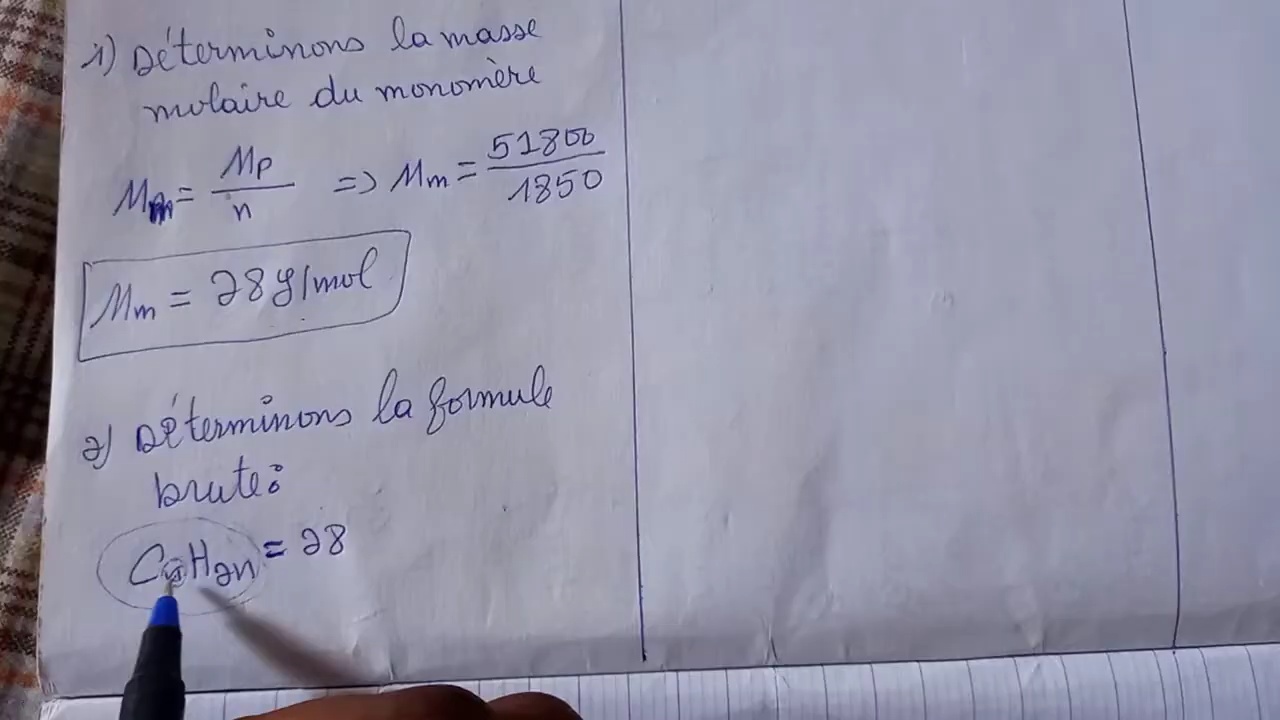 1) Déterminons la masse
molaire du monomère
Mm = Mp / n => Mm = 51800 / 1850
Mm = 28 g/mol
2) Déterminons la formule
brute:
CnH2n = 28